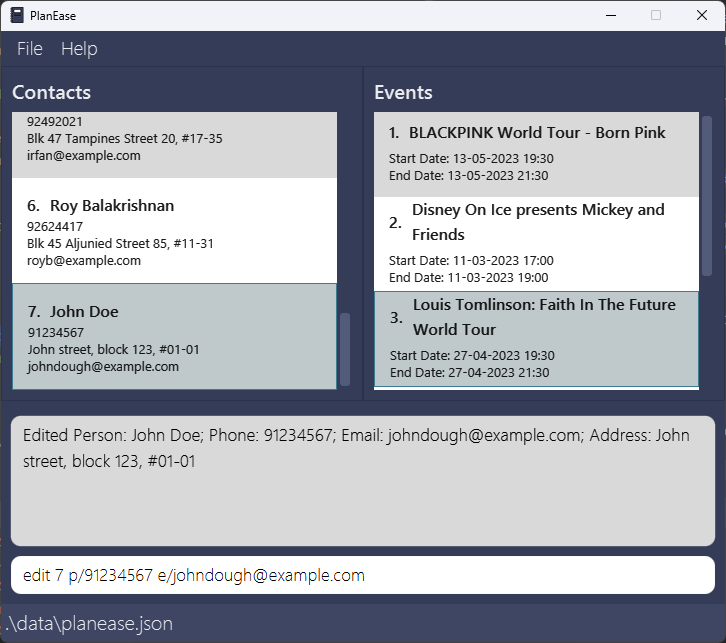 PlanEase
File Help
Contacts
92492021
Blk 47 Tampines Street 20, #17-35
irfan@example.com
6. Roy Balakrishnan
92624417
Blk 45 Aljunied Street 85, #11-31
royb@example.com
7. John Doe
91234567
John street, block 123, #01-01
johndough@example.com
Events
1. BLACKPINK World Tour - Born Pink
Start Date: 13-05-2023 19:30
End Date: 13-05-2023 21:30
2. Disney On Ice presents Mickey and
Friends
Start Date: 11-03-2023 17:00
End Date: 11-03-2023 19:00
3. Louis Tomlinson: Faith In The Future
World Tour
Start Date: 27-04-2023 19:30
End Date: 27-04-2023 21:30
Edited Person: John Doe; Phone: 91234567; Email: johndough@example.com; Address: John
street, block 123, #01-01
edit 7 p/91234567 e/johndough@example.com
.\data\planease.json